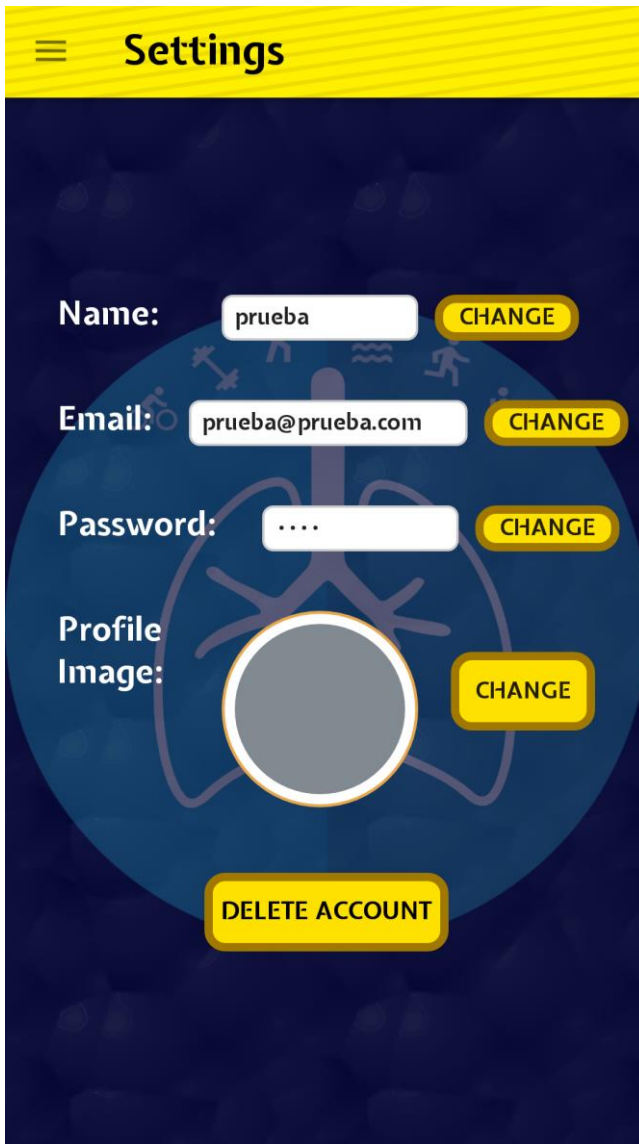 Settings
Name: prueba CHANGE
Email: prueba@prueba.com CHANGE
Password: .... CHANGE
Profile
Image: CHANGE
DELETE ACCOUNT